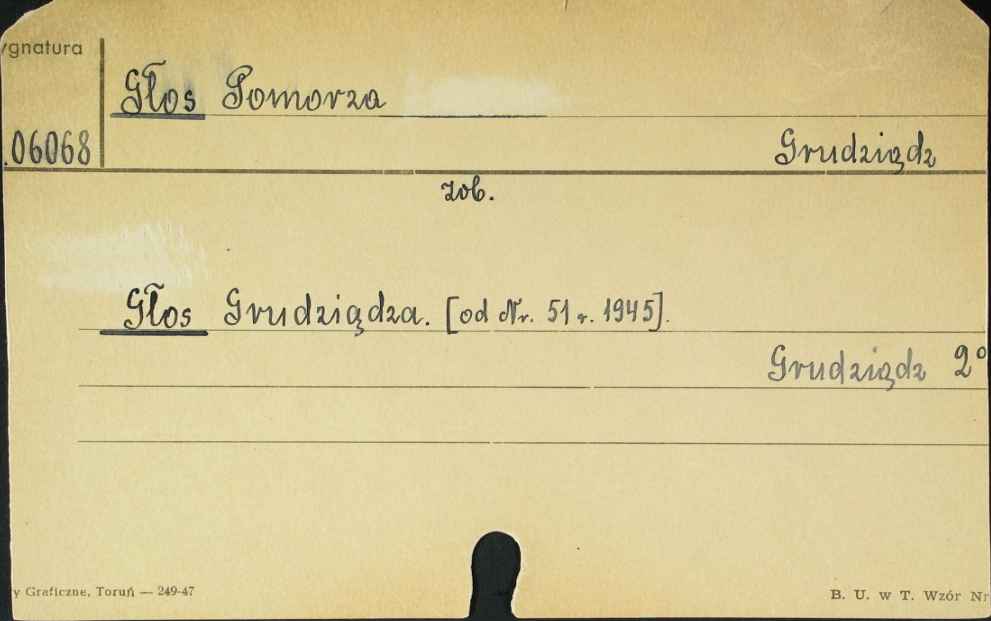 ygnatura
Głos Pomorza
06068 Grudziądz
zob.
Głos Grudziądza. [od Nr. 51 r. 1945].
Grudziądz 2°
y Graficzne, Toruń — 249-47 B. U. w T. Wzór Nr